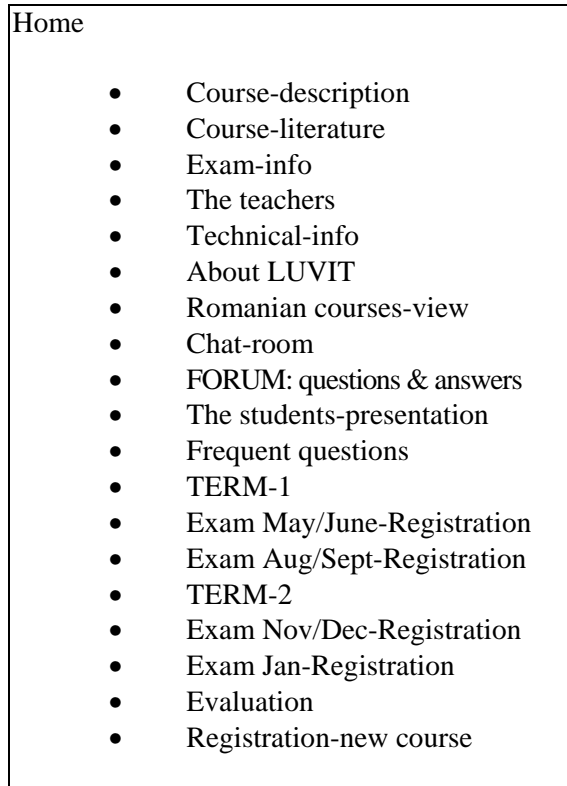 Home
• Course-description
• Course-literature
• Exam-info
• The teachers
• Technical-info
• About LUVIT
• Romanian courses-view
• Chat-room
• FORUM: questions & answers
• The students-presentation
• Frequent questions
• TERM-1
• Exam May/June-Registration
• Exam Aug/Sept-Registration
• TERM-2
• Exam Nov/Dec-Registration
• Exam Jan-Registration
• Evaluation
• Registration-new course